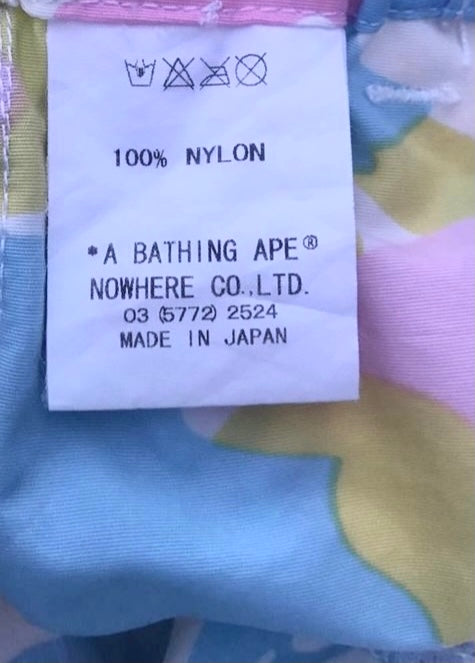 100% NYLON
*A BATHING APE®
NOWHERE CO.,LTD.
03 (5772) 2524
MADE IN JAPAN